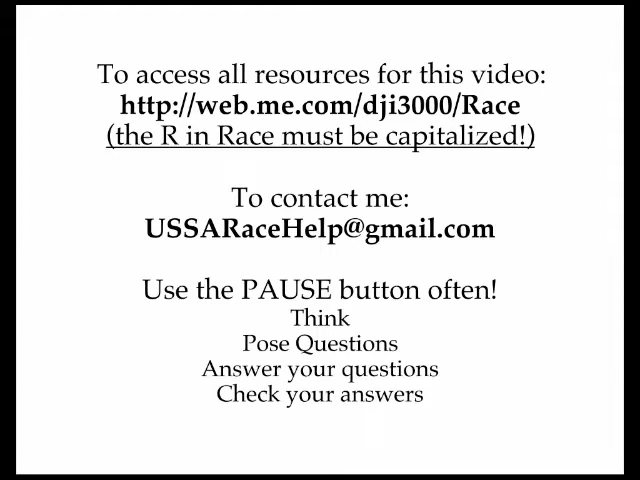 To access all resources for this video:
http://web.me.com/dji3000/Race
(the R in Race must be capitalized!)
To contact me:
USSARaceHelp@gmail.com
Use the PAUSE button often!
Think
Pose Questions
Answer your questions
Check your answers